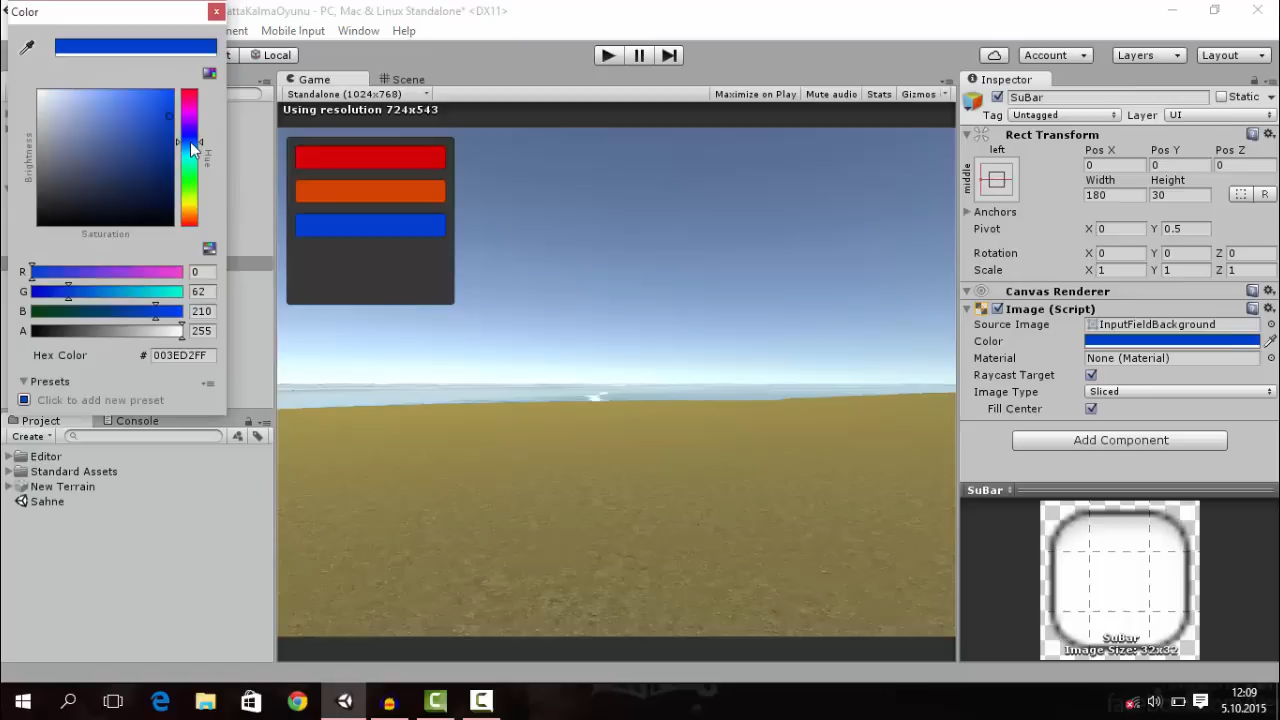 Color
attaKalmaOyunu - PC, Mac & Linux Standalone* <DX11>
ent
Mobile Input
Window
Help
Local
Account
Layers
Layout
Game
Scene
Inspector
Standalone (1024x768)
Maximize on Play
Mute audio
Stats
Gizmos
Using resolution 724x543
SuBar
Static
Tag
Untagged
Layer
UI
Rect Transform
left
middle
Pos X
Pos Y
Pos Z
0
0
0
Width
Height
180
30
R
Anchors
Pivot
X 0
Y 0.5
Rotation
X 0
Y 0
Z 0
Scale
X 1
Y 1
Z 1
Canvas Renderer
Image (Script)
Source Image
InputFieldBackground
Color
Material
None (Material)
Raycast Target
Image Type
Sliced
Fill Center
Add Component
SuBar
SuBar
Image Size: 32x32
Brightness
Hue
Saturation
R
0
G
62
B
210
A
255
Hex Color
# 003ED2FF
Presets
Click to add new preset
Project
Console
Create
Editor
Standard Assets
New Terrain
Sahne
12:09
5.10.2015